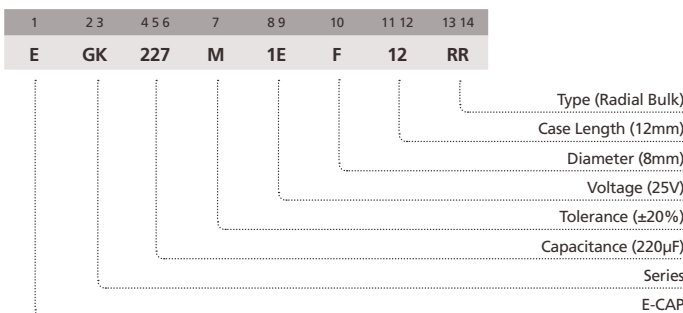 1 2 3 4 5 6 7 8 9 10 11 12 13 14
E GK 227 M 1E F 12 RR
Type (Radial Bulk)
Case Length (12mm)
Diameter (8mm)
Voltage (25V)
Tolerance (±20%)
Capacitance (220µF)
Series
E-CAP